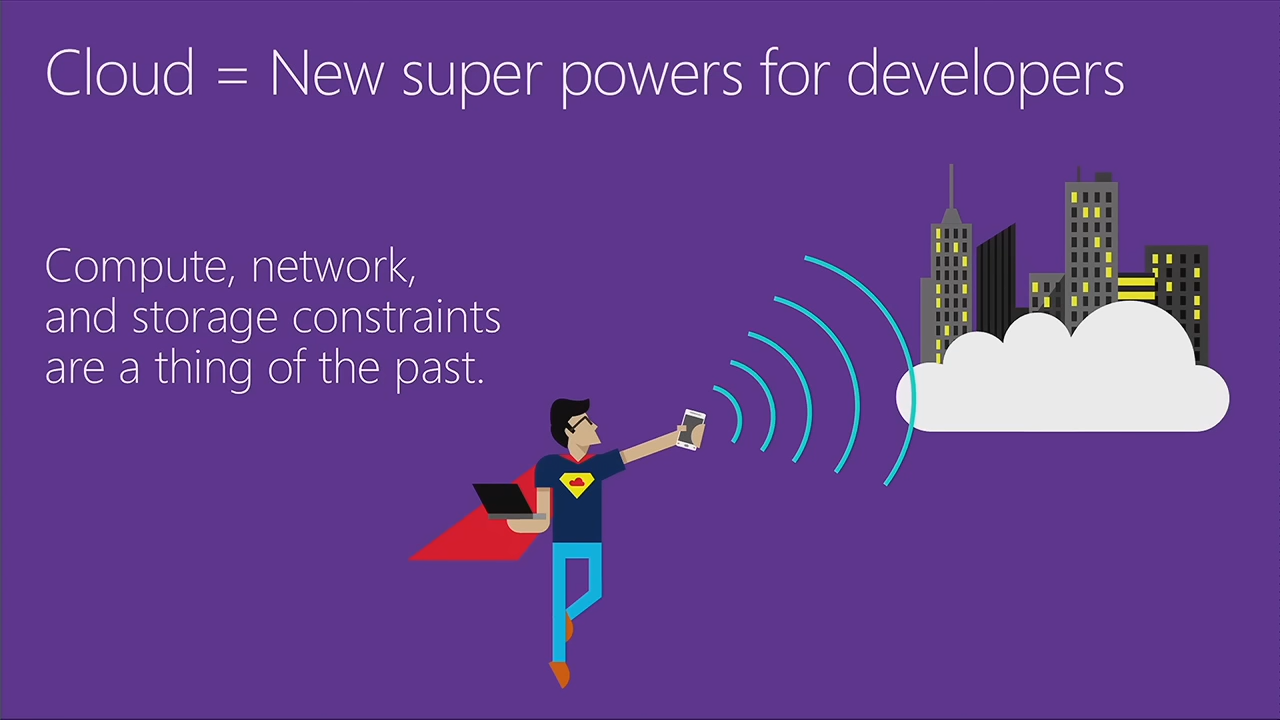 Cloud = New super powers for developers
Compute, network,
and storage constraints
are a thing of the past.